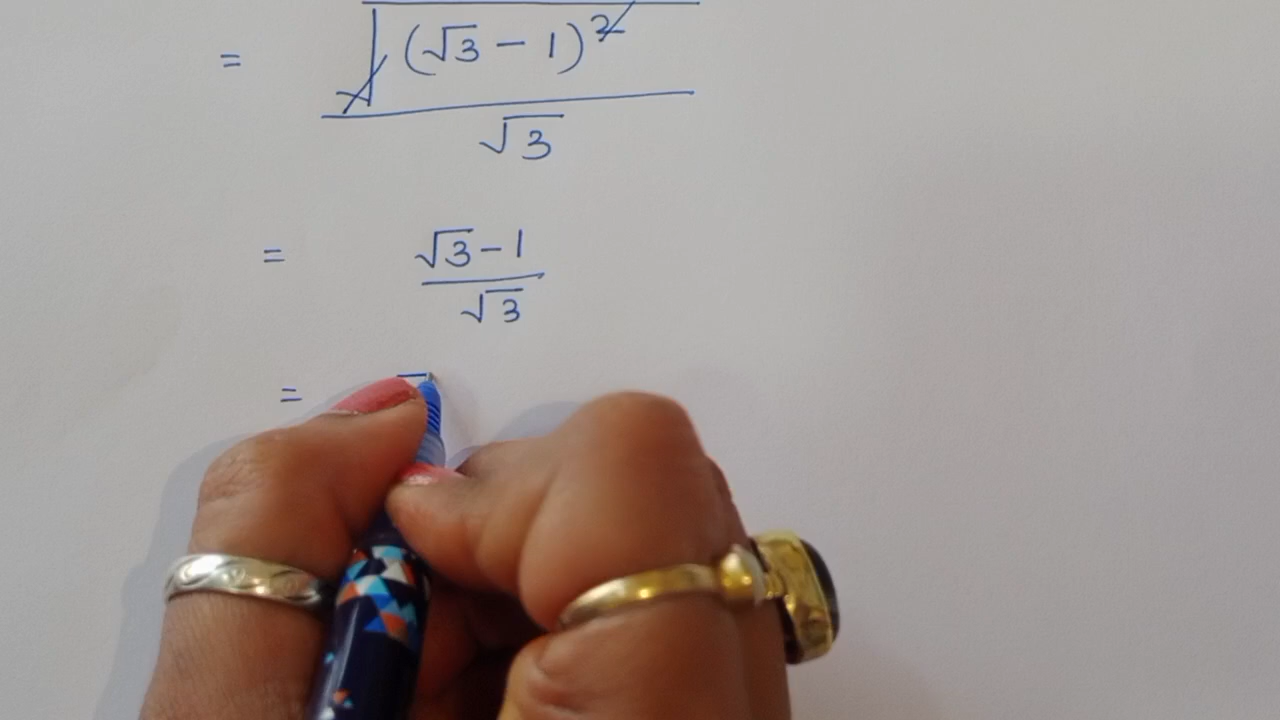 = √(√3 - 1)² / √3
= √3 - 1 / √3
=